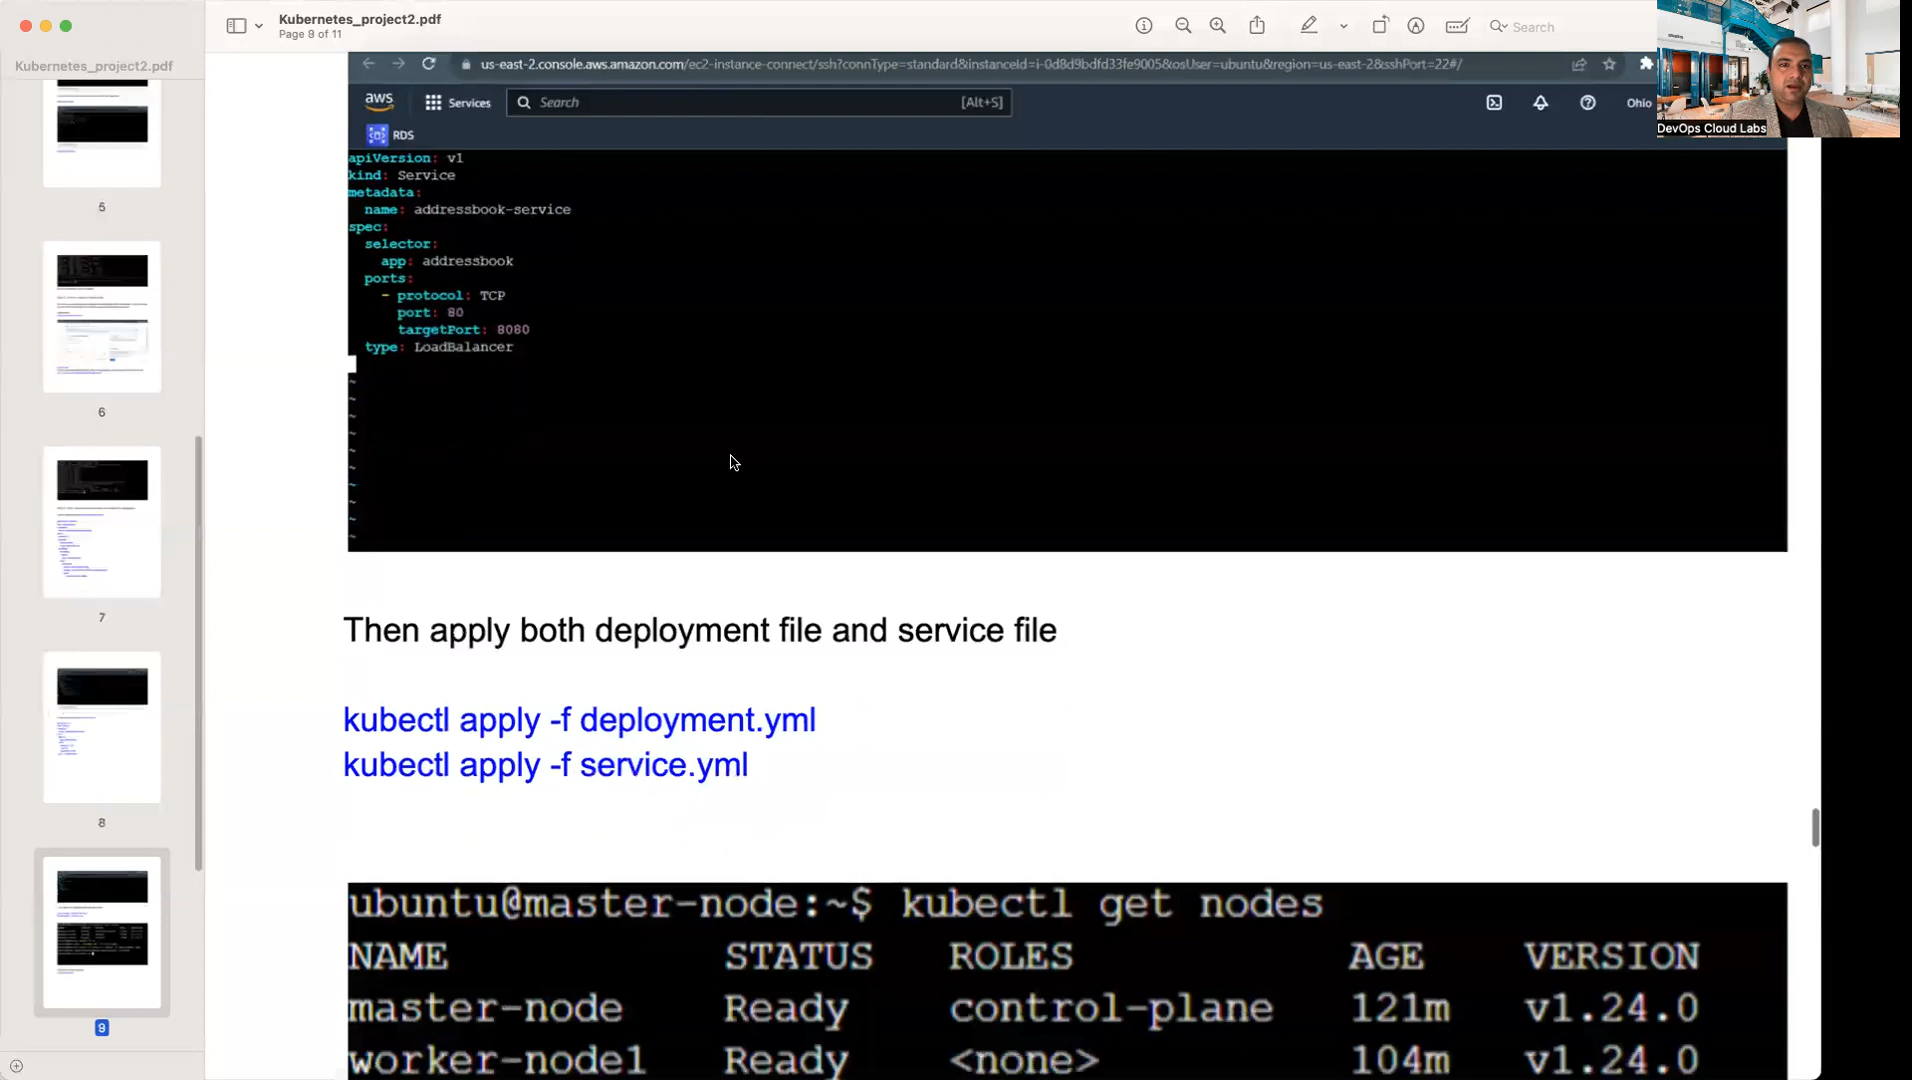 Kubernetes_project2.pdf
Page 9 of 11
Search
Kubernetes_project2.pdf
5
6
7
8
9
us-east-2.console.aws.amazon.com/ec2-instance-connect/ssh?connType=standard&instanceId=i-0d8d9bdfd33fe9005&osUser=ubuntu&region=us-east-2&sshPort=22#/
aws
Services
Search
[Alt+S]
Ohio
RDS
DevOps Cloud Labs
apiVersion: v1
kind: Service
metadata:
name: addressbook-service
spec:
selector:
app: addressbook
ports:
- protocol: TCP
port: 80
targetPort: 8080
type: LoadBalancer
~
~
~
~
~
~
~
~
~
~
Then apply both deployment file and service file
kubectl apply -f deployment.yml
kubectl apply -f service.yml
ubuntu@master-node:~$ kubectl get nodes
NAME STATUS ROLES AGE VERSION
master-node Ready control-plane 121m v1.24.0
worker-node1 Ready <none> 104m v1.24.0